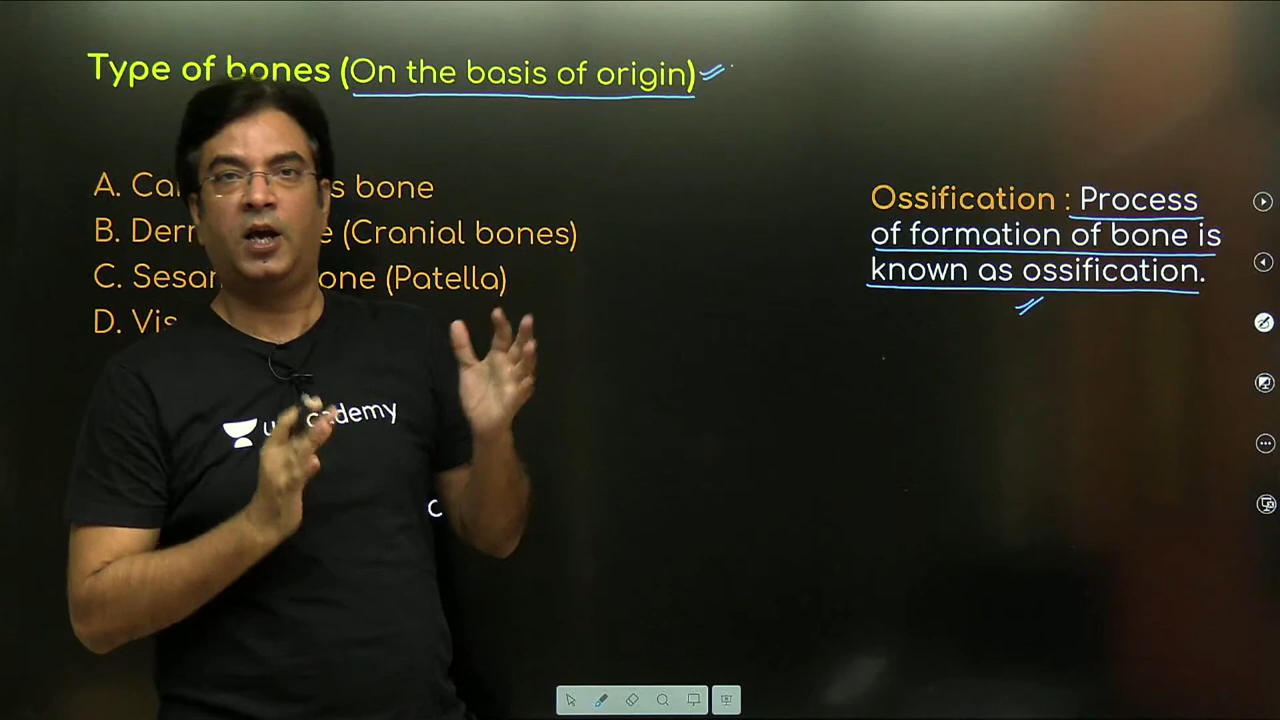 Type of bones (On the basis of origin)
A. Ca s bone
B. Der e (Cranial bones)
C. Sesa one (Patella)
D. Vis
Ossification : Process
of formation of bone is
known as ossification.
u cademy
c